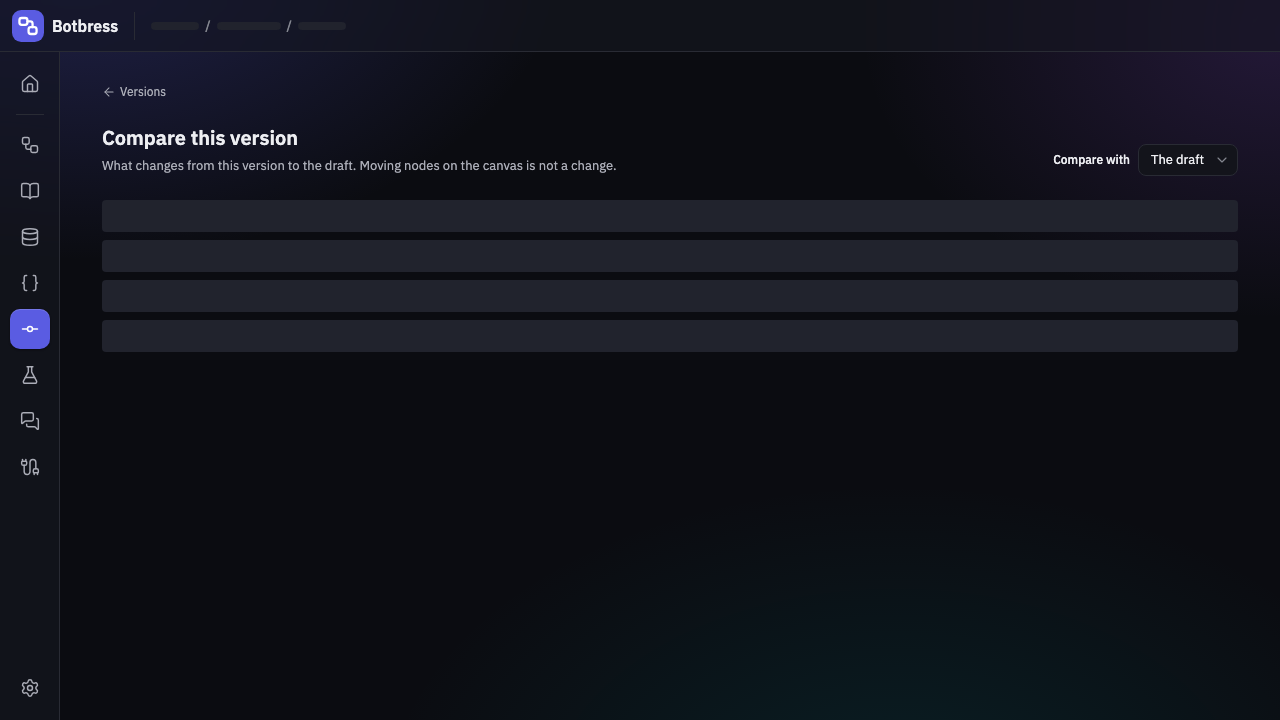 Botbress / / /
Versions
Compare this version
What changes from this version to the draft. Moving nodes on the canvas is not a change.
Compare with The draft